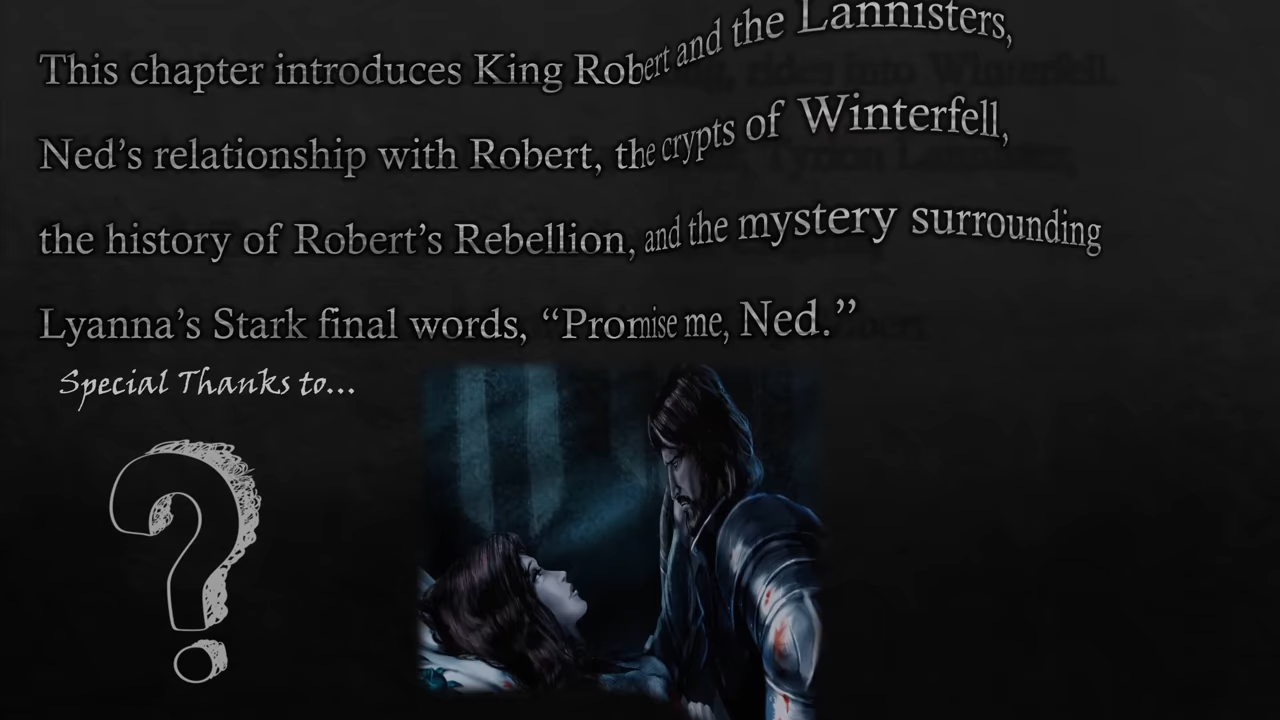 This chapter introduces King Robert and the Lannisters,
Ned’s relationship with Robert, the crypts of Winterfell,
the history of Robert’s Rebellion, and the mystery surrounding
Lyanna’s Stark final words, “Promise me, Ned.”
Special Thanks to...
?